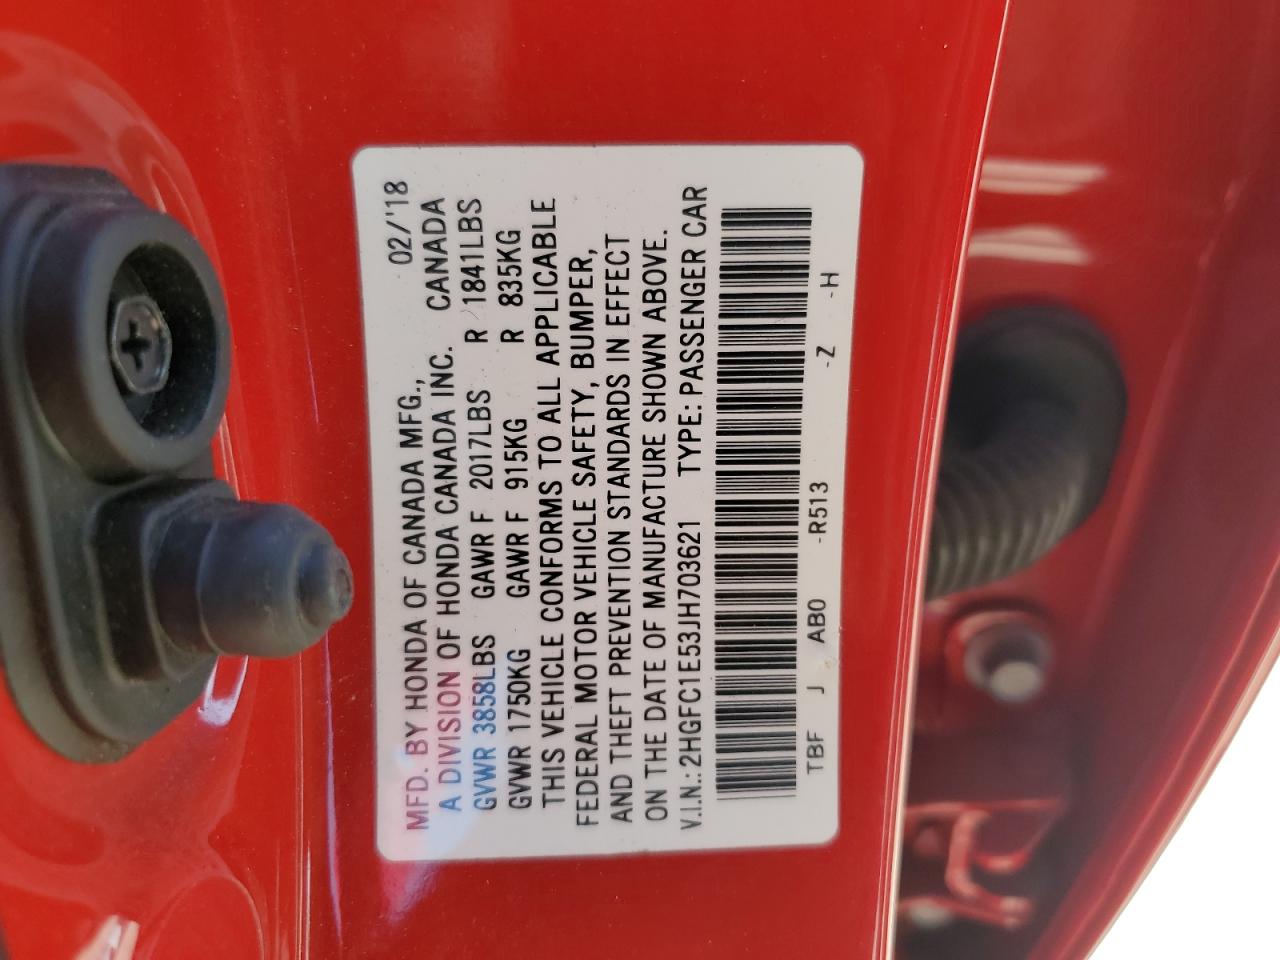 02/'18
MFD. BY HONDA OF CANADA MFG.,
A DIVISION OF HONDA CANADA INC. CANADA
GVWR 3858LBS GAWR F 2017LBS R 1841LBS
GVWR 1750KG GAWR F 915KG R 835KG
THIS VEHICLE CONFORMS TO ALL APPLICABLE
FEDERAL MOTOR VEHICLE SAFETY, BUMPER,
AND THEFT PREVENTION STANDARDS IN EFFECT
ON THE DATE OF MANUFACTURE SHOWN ABOVE.
V.I.N.: 2HGFC1E53JH703621 TYPE: PASSENGER CAR
TBF J AB0 -R513 -Z -H